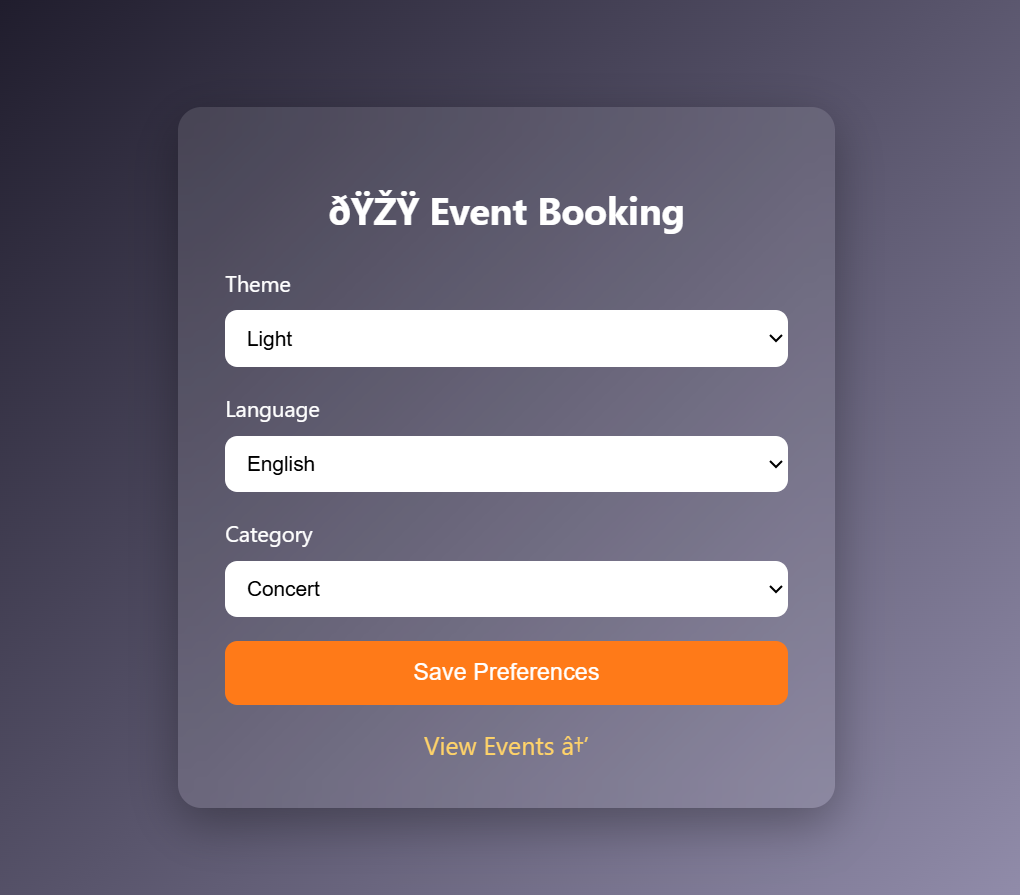 ðŸŽŸ Event Booking
Theme
Light
Language
English
Category
Concert
Save Preferences
View Events â†’